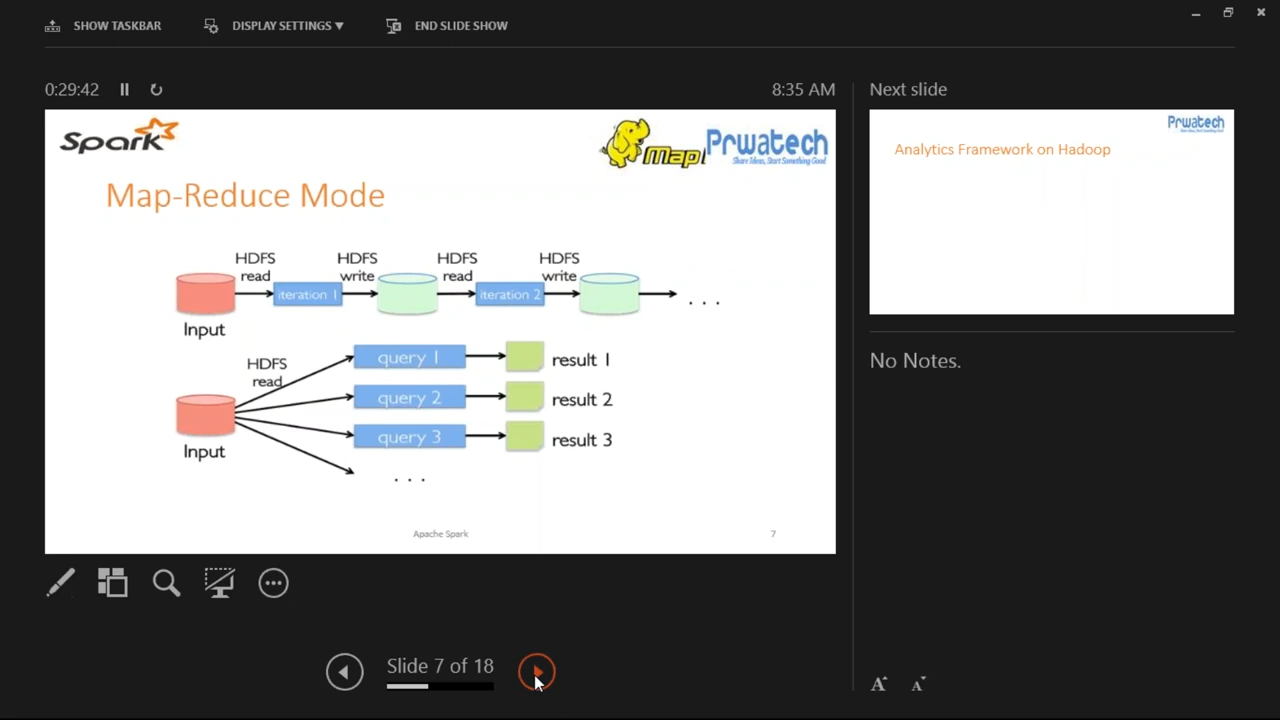 SHOW TASKBAR
DISPLAY SETTINGS ▼
END SLIDE SHOW
0:29:42
8:35 AM
Next slide
Spark
Map
Prwatech
Share Ideas, Start Something Good
Map-Reduce Mode
HDFS read
HDFS write
HDFS read
HDFS write
iteration 1
iteration 2
. . .
Input
HDFS read
query 1
result 1
query 2
result 2
query 3
result 3
Input
. . .
Apache Spark
7
Prwatech
Analytics Framework on Hadoop
No Notes.
Slide 7 of 18
A A